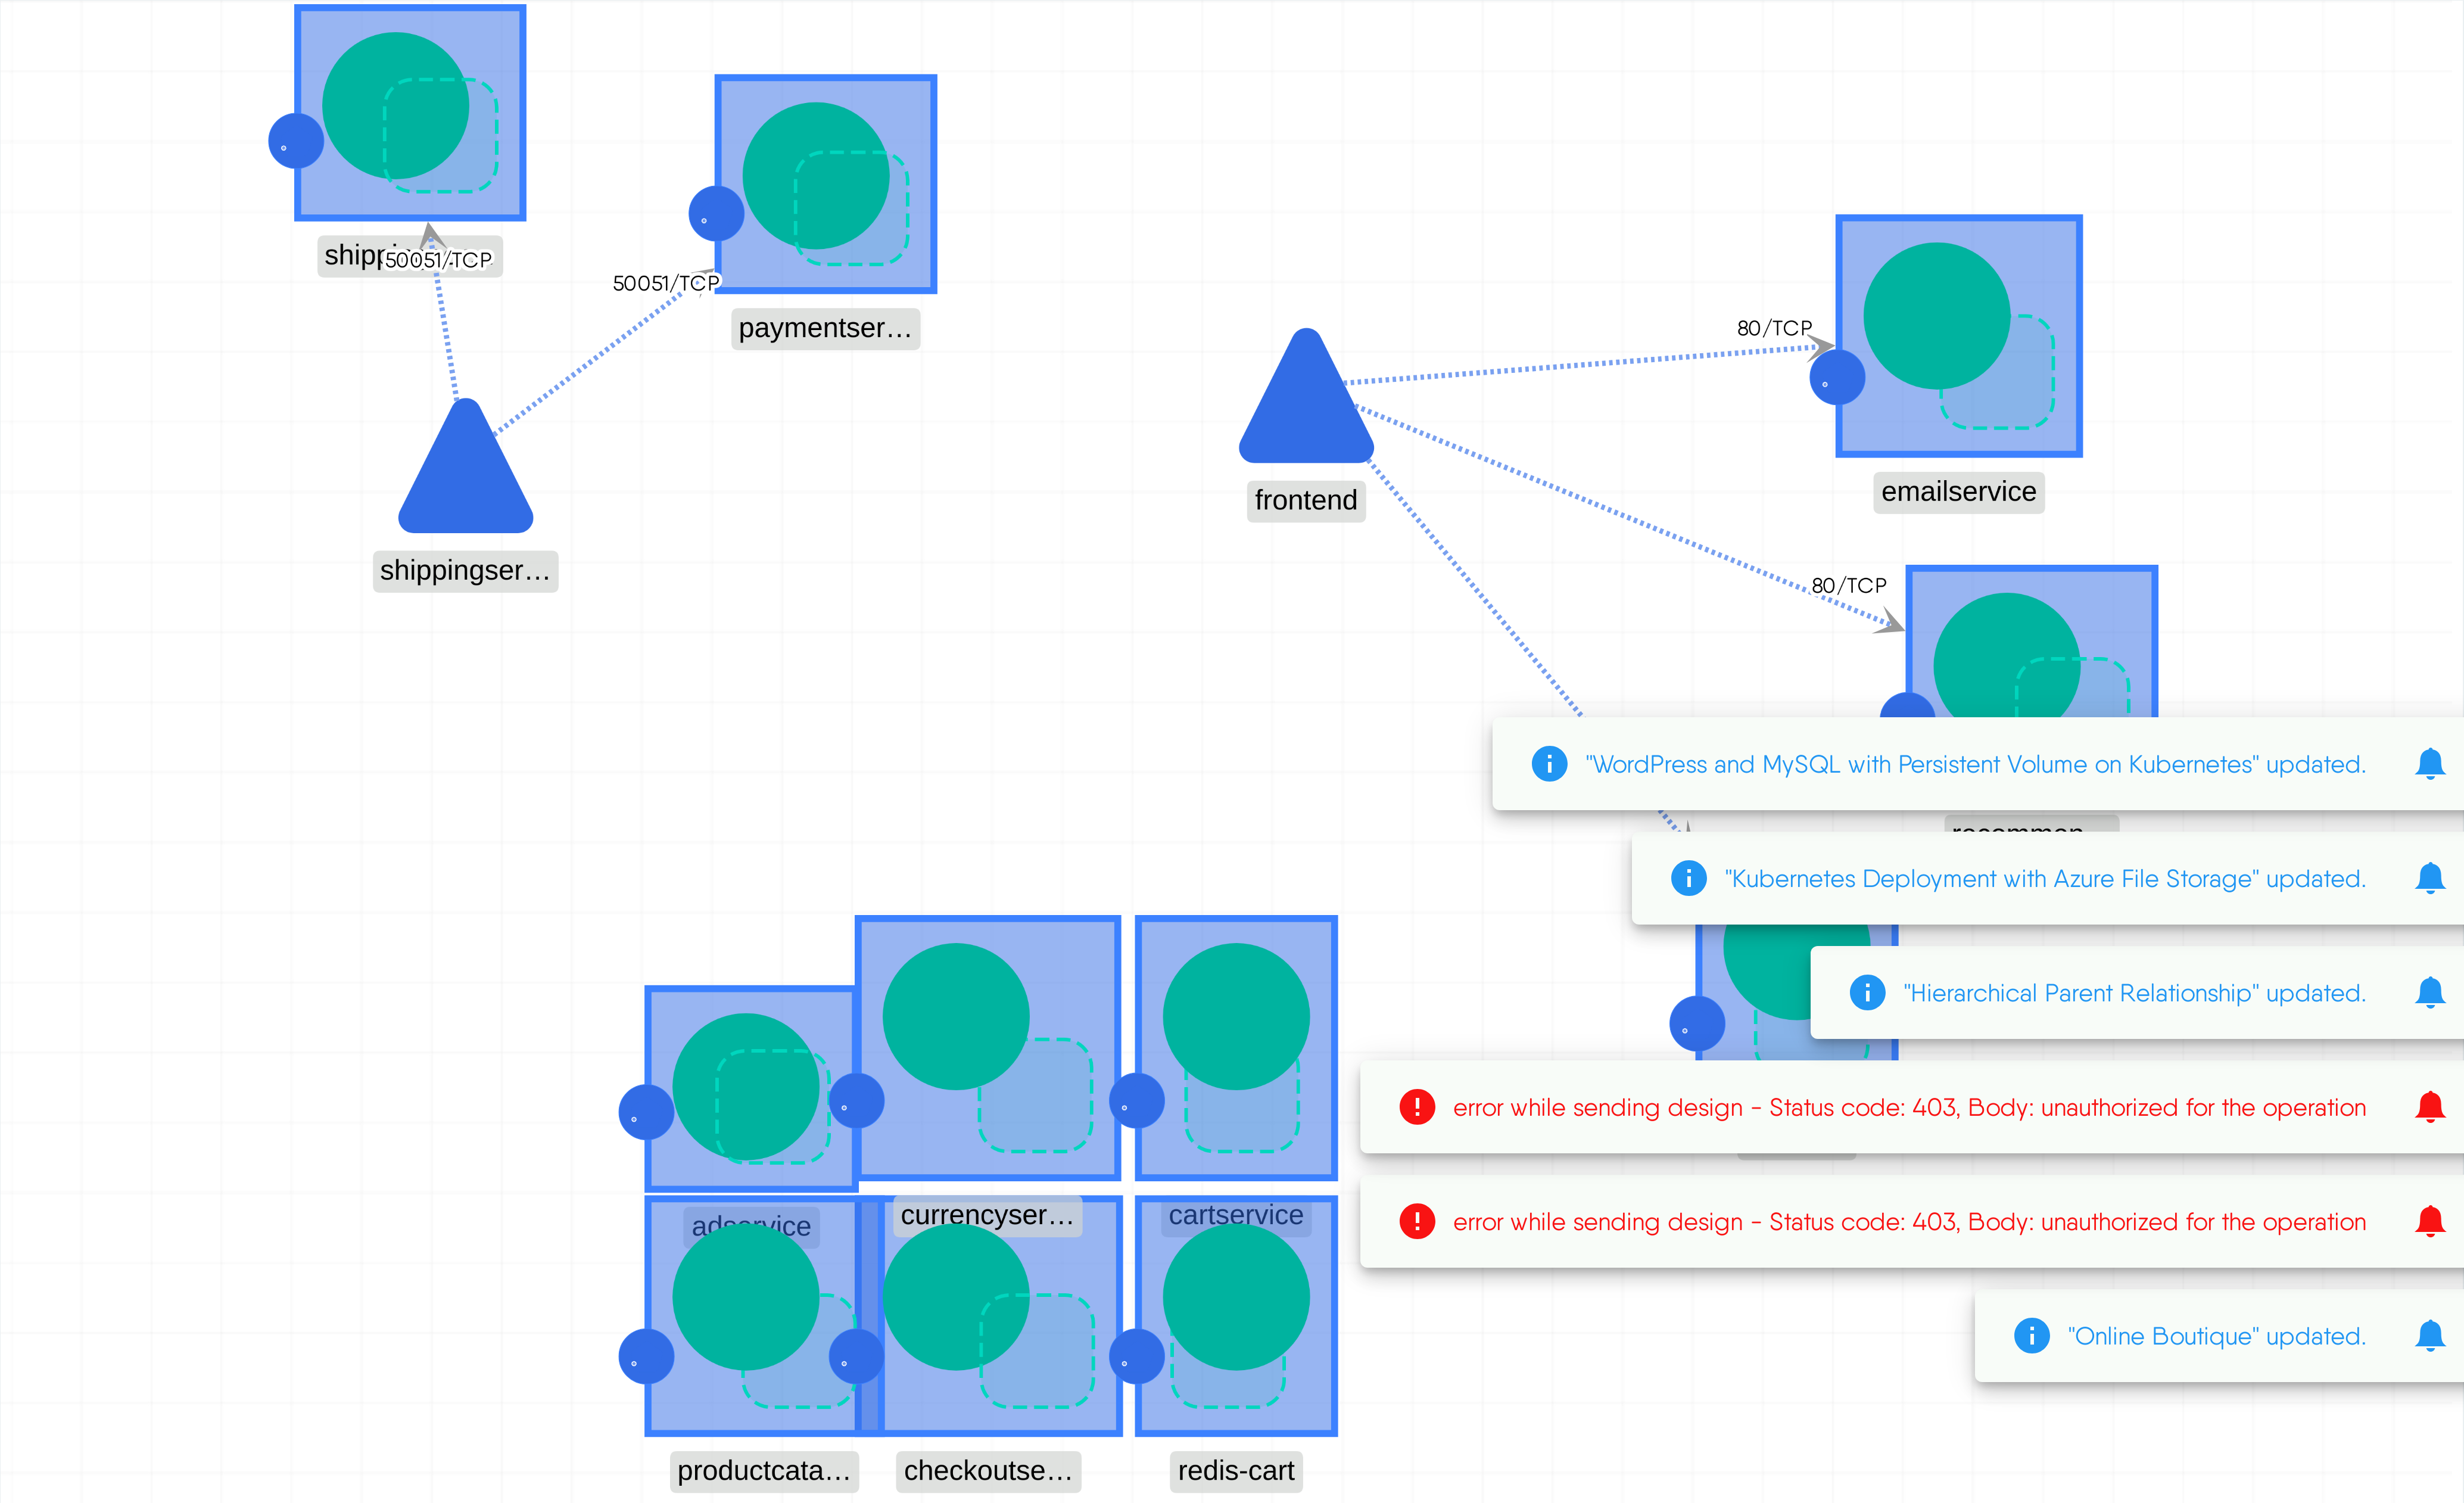 shipp
50051/TCP
50051/TCP
paymentser…
80/TCP
frontend
emailservice
shippingser…
80/TCP
"WordPress and MySQL with Persistent Volume on Kubernetes" updated.
"Kubernetes Deployment with Azure File Storage" updated.
"Hierarchical Parent Relationship" updated.
error while sending design - Status code: 403, Body: unauthorized for the operation
adservice
currencyser…
cartservice
error while sending design - Status code: 403, Body: unauthorized for the operation
"Online Boutique" updated.
productcata…
checkoutse…
redis-cart